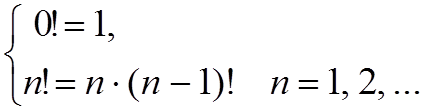 0! = 1,
n! = n · (n − 1)! n = 1, 2, ...